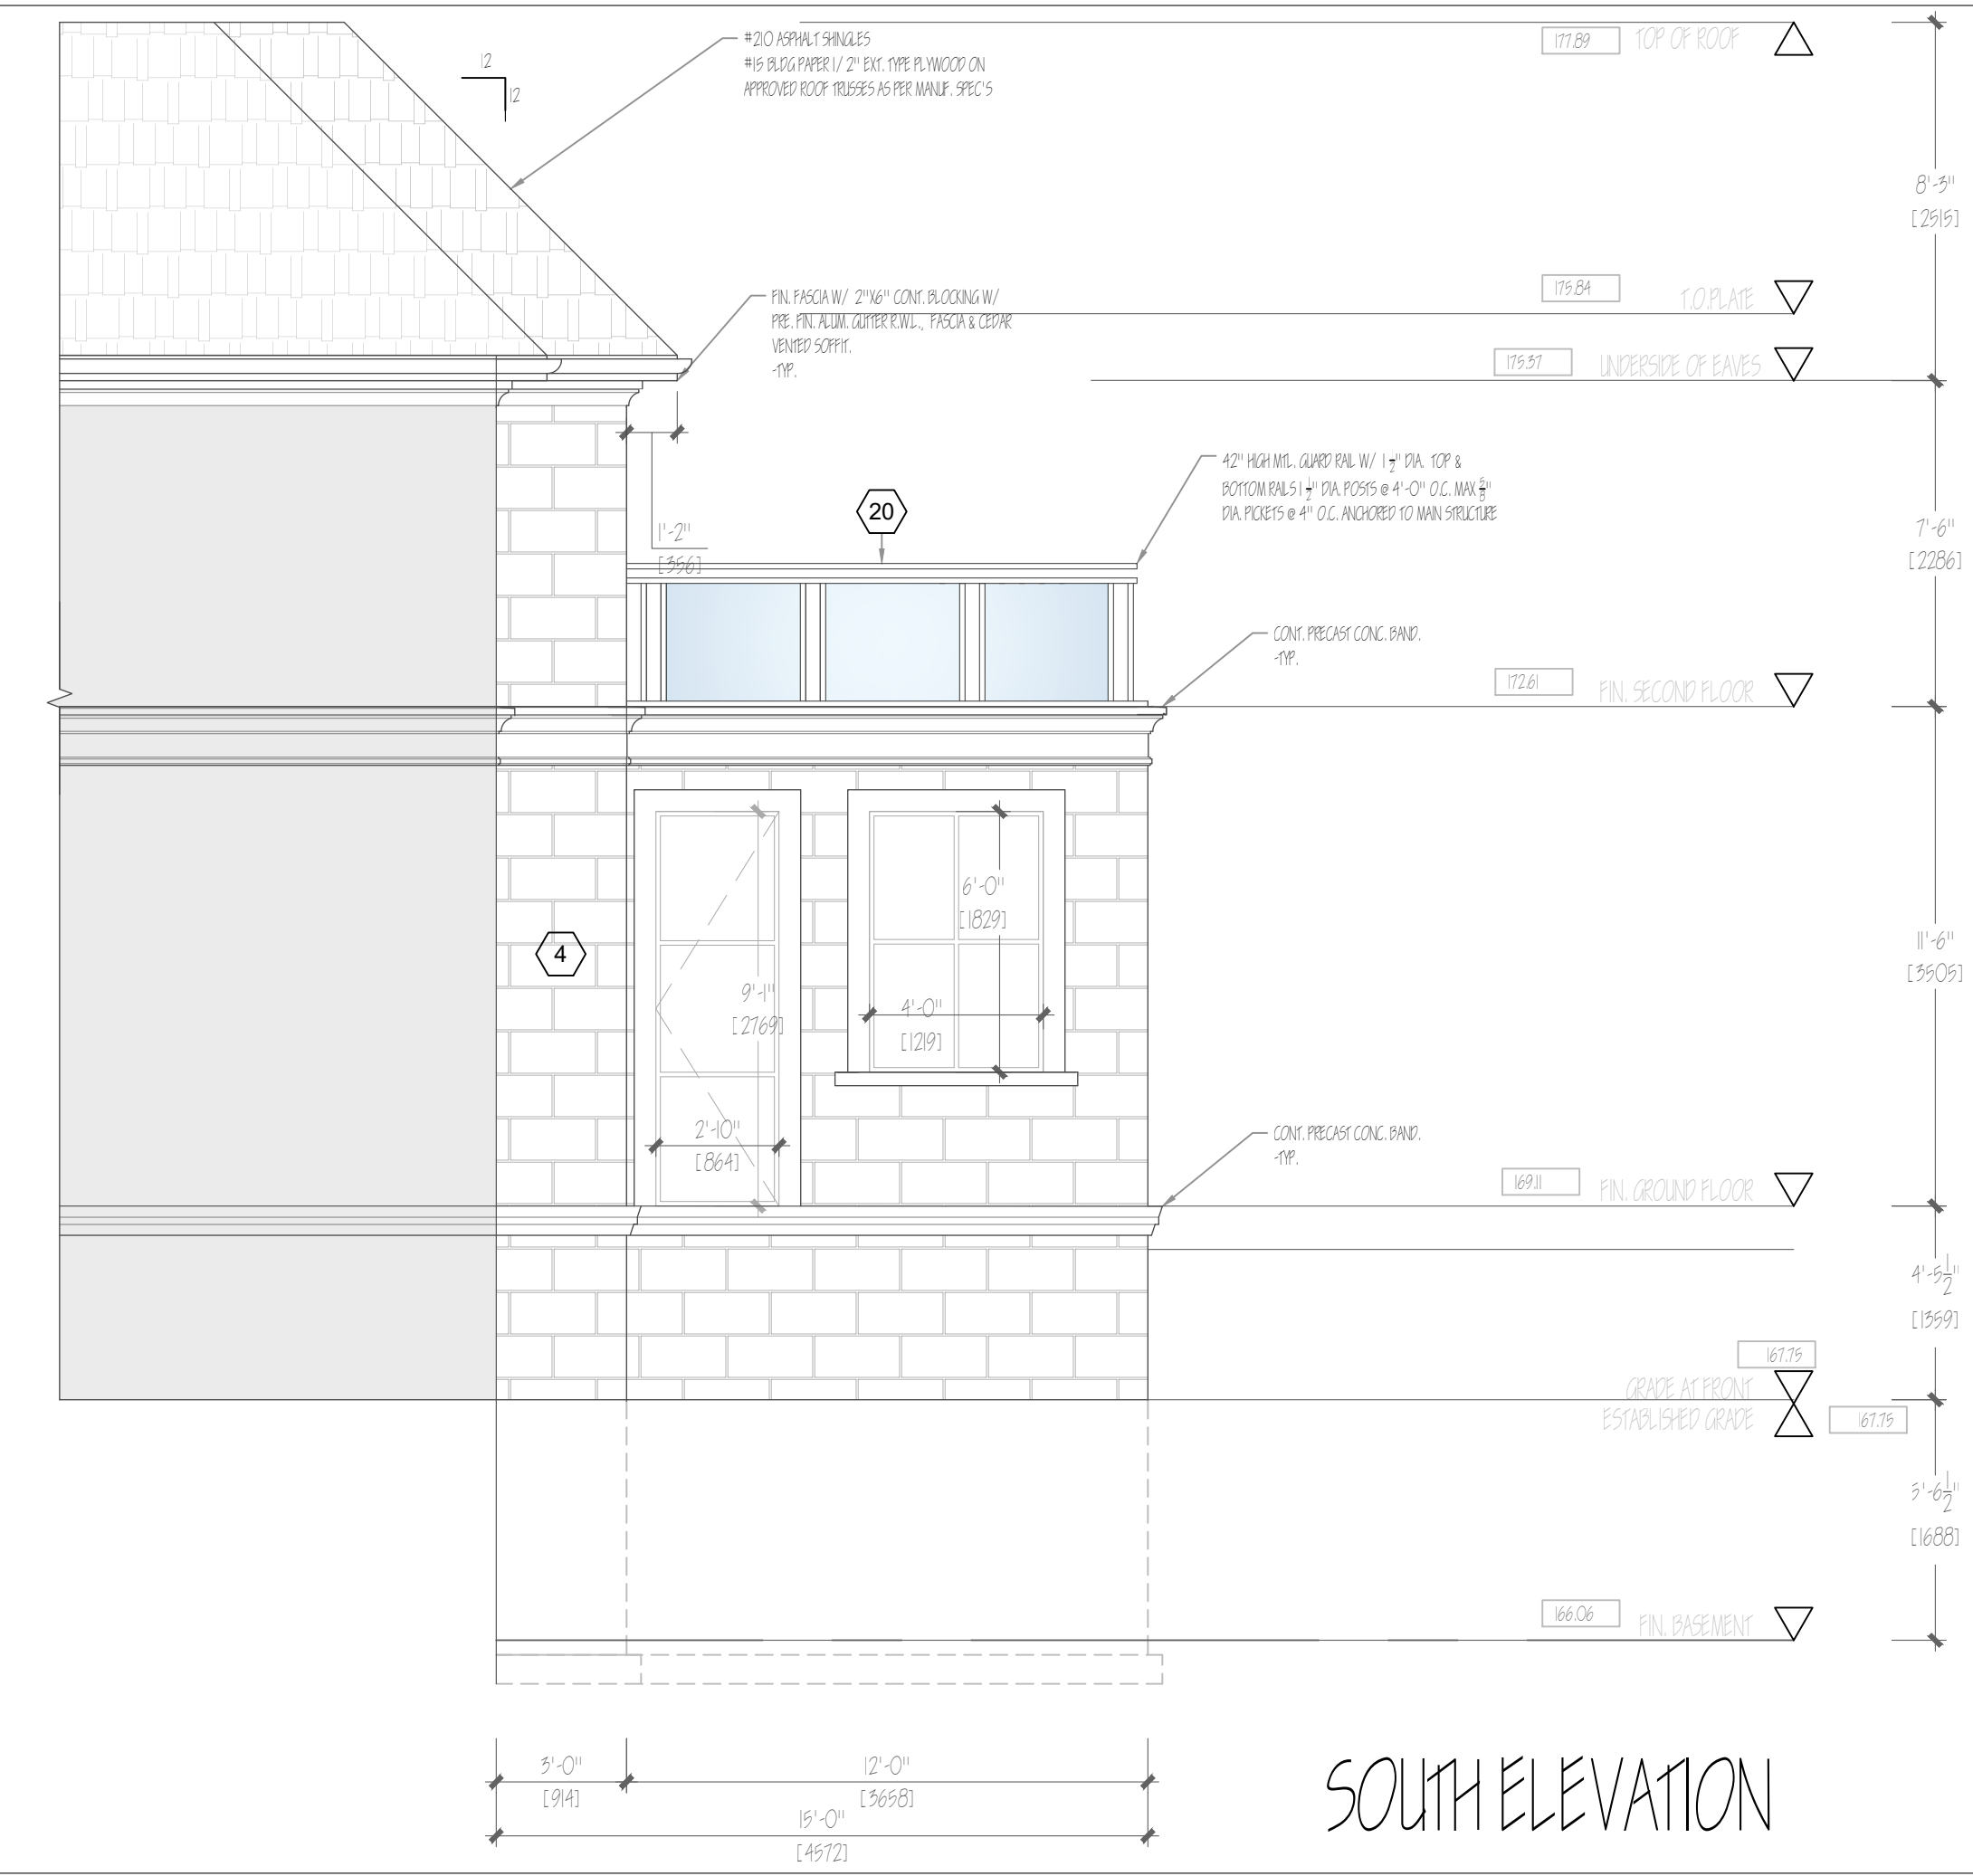 #210 ASPHALT SHINGLES
#15 BLDG PAPER 1/ 2" EXT. TYPE PLYWOOD ON
APPROVED ROOF TRUSSES AS PER MANUF. SPEC'S
12
12
177.89 TOP OF ROOF
8'-3"
[2515]
FIN. FASCIA W/ 2"X6" CONT. BLOCKING W/
PRE. FIN. ALUM. GUTTER R.W.L., FASCIA & CEDAR
VENTED SOFFIT.
-TYP.
175.84 T.O.PLATE
175.37 UNDERSIDE OF EAVES
42" HIGH MTL. GUARD RAIL W/ 1 1/2" DIA. TOP &
BOTTOM RAILS 1 1/2" DIA. POSTS @ 4'-0" O.C. MAX 5/8"
DIA. PICKETS @ 4" O.C. ANCHORED TO MAIN STRUCTURE
20
1'-2"
[356]
7'-6"
[2286]
CONT. PRECAST CONC. BAND.
-TYP.
172.61 FIN. SECOND FLOOR
6'-0"
[1829]
4
9'-1"
[2769]
4'-0"
[1219]
11'-6"
[3505]
2'-10"
[864]
CONT. PRECAST CONC. BAND.
-TYP.
169.11 FIN. GROUND FLOOR
4'-5 1/2"
[1359]
167.75
GRADE AT FRONT
ESTABLISHED GRADE 167.75
5'-6 1/2"
[1688]
166.06 FIN. BASEMENT
3'-0"
[914]
12'-0"
[3658]
15'-0"
[4572]
SOUTH ELEVATION